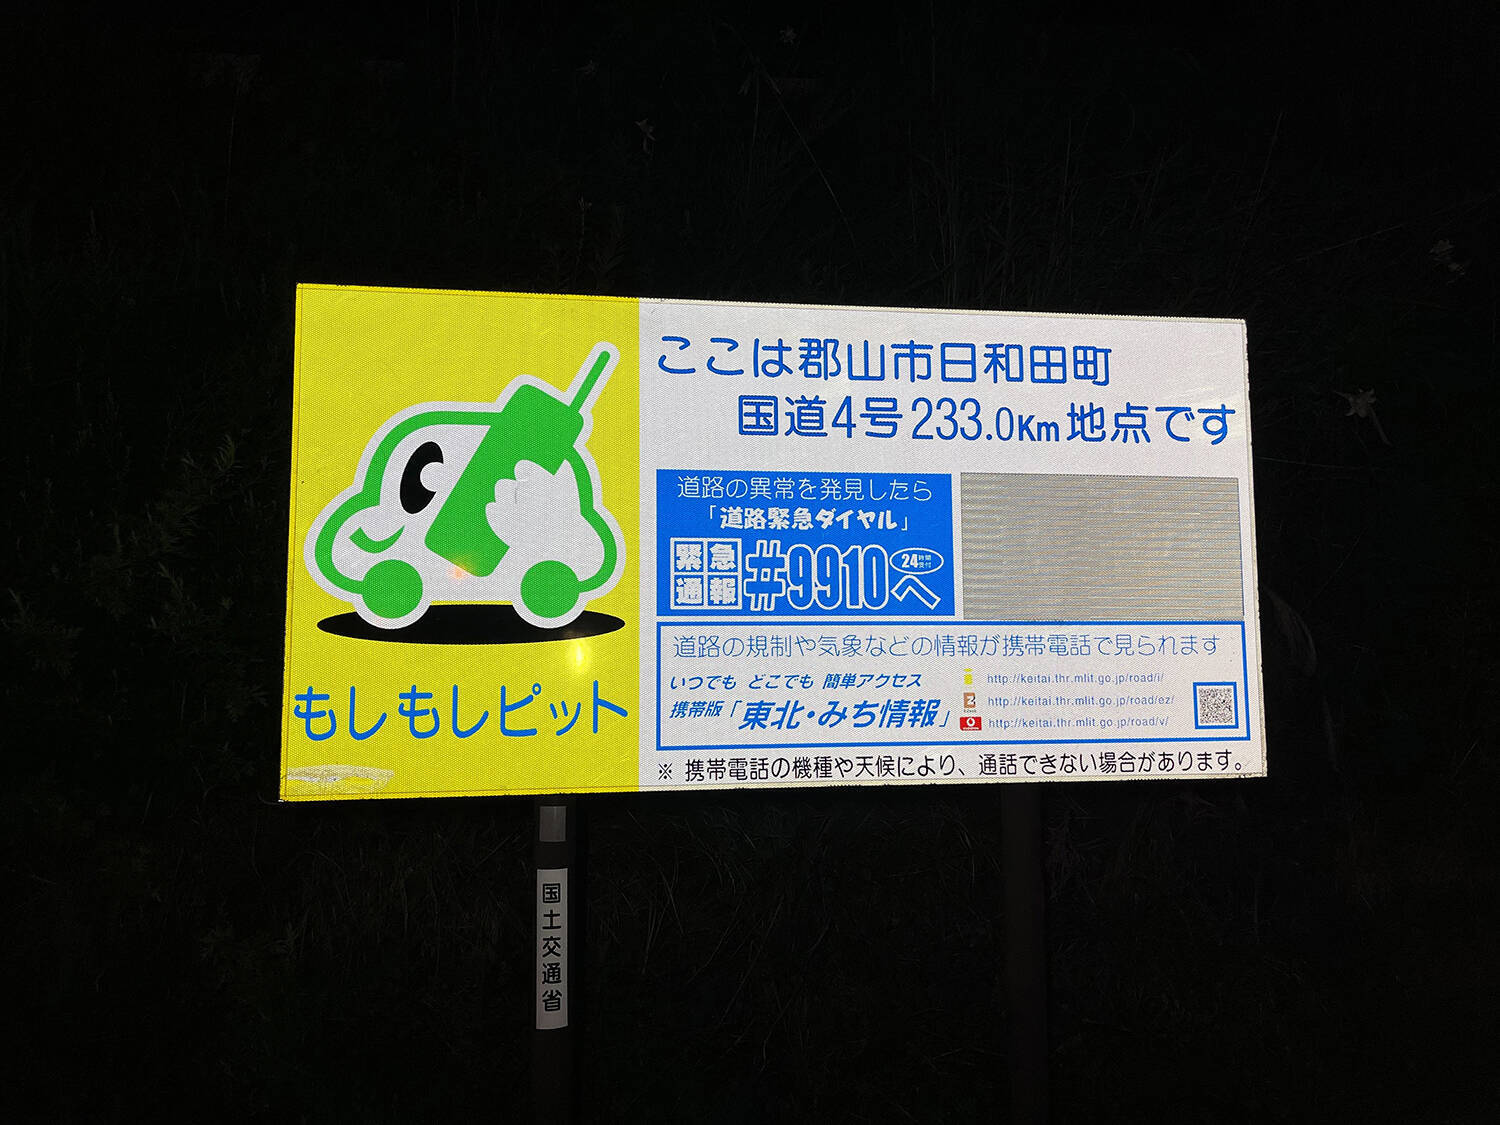 もしもしピット
ここは郡山市日和田町
国道4号233.0Km地点です
道路の異常を発見したら
「道路緊急ダイヤル」
緊急通報 #9910へ 24時間受付
道路の規制や気象などの情報が携帯電話で見られます
いつでも どこでも 簡単アクセス
携帯版「東北・みち情報」
http://keitai.thr.mlit.go.jp/road/i/
http://keitai.thr.mlit.go.jp/road/ez/
http://keitai.thr.mlit.go.jp/road/v/
※ 携帯電話の機種や天候により、通話できない場合があります。
国土交通省